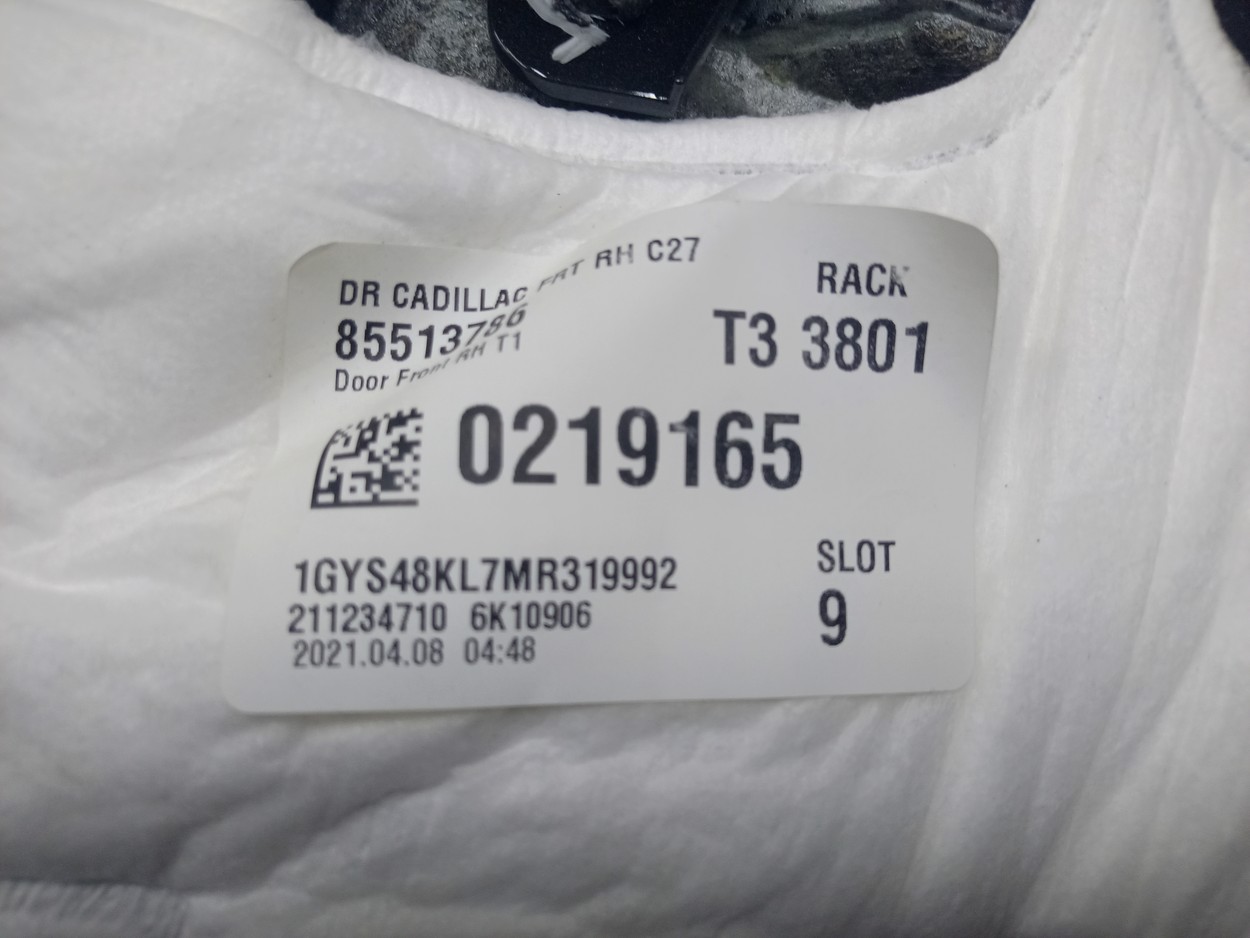 DR CADILLAC FRT RH C27
85513786
Door Front RH T1
RACK
T3 3801
0219165
1GYS48KL7MR319992
211234710 6K10906
2021.04.08 04:48
SLOT
9